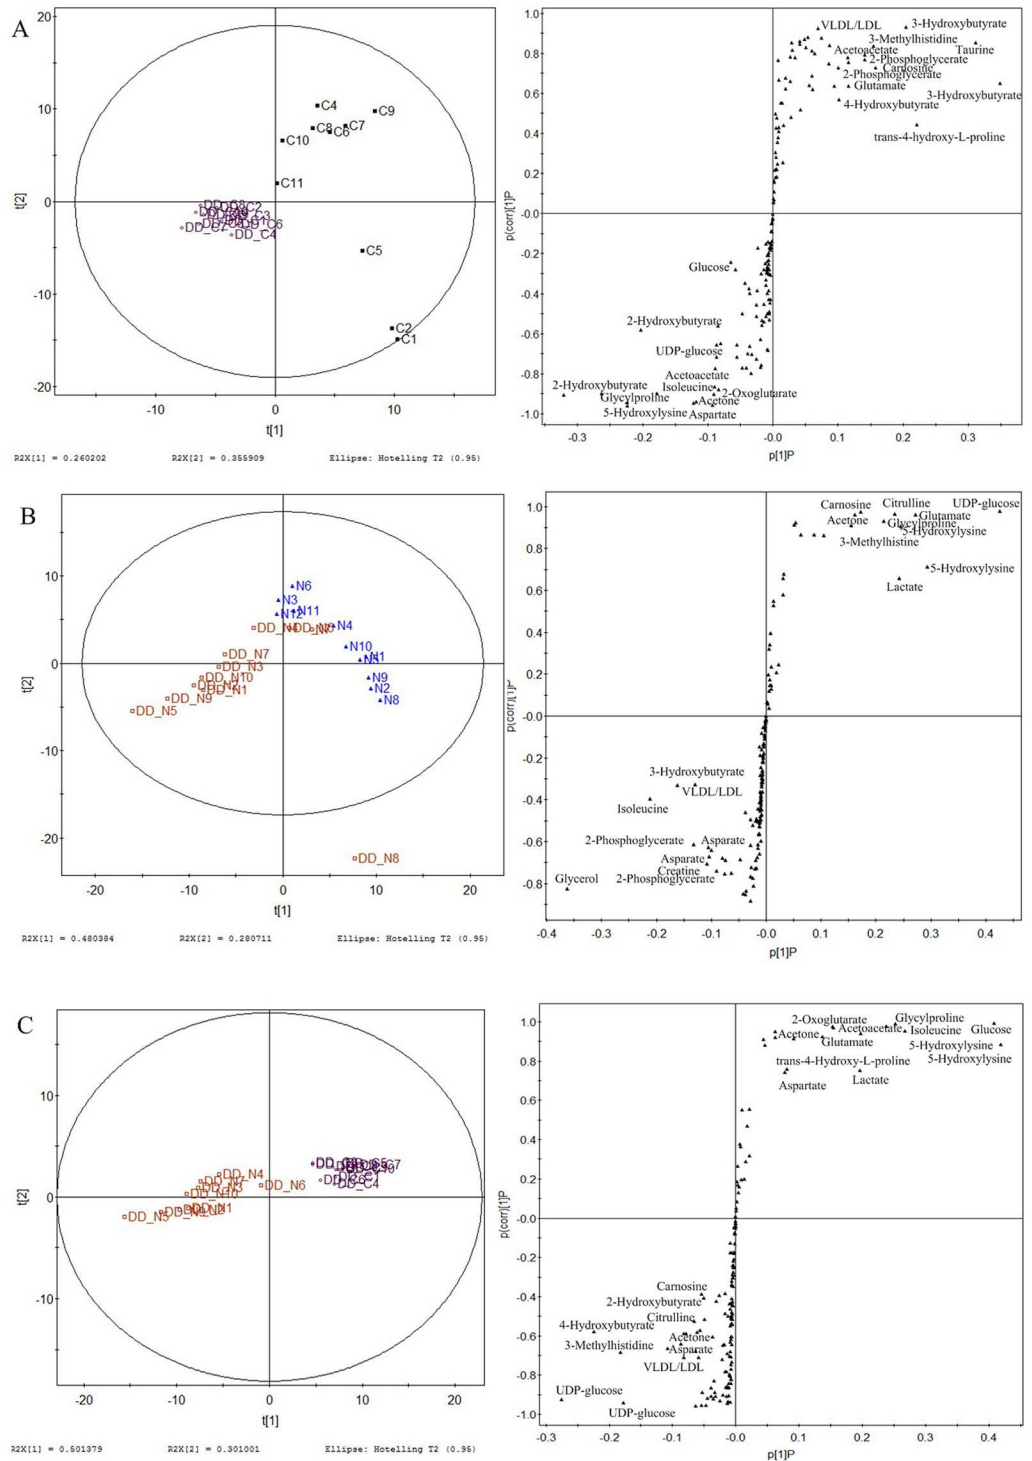 A
20
10
0
-10
-20
t[2]
C4
C9
C8
C6
C7
C10
C11
C5
C2
C1
DD_C4
-10
0
10
t[1]
R2X[1] = 0.260202 R2X[2] = 0.355909 Ellipse: Hotelling T2 (0.95)
1.0
0.8
0.6
0.4
0.2
-0.0
-0.2
-0.4
-0.6
-0.8
-1.0
p(corr)[1]P
VLDL/LDL
3-Hydroxybutyrate
3-Methylhistidine
Acetoacetate
Taurine
2-Phosphoglycerate
Carnosine
2-Phosphoglycerate
Glutamate
3-Hydroxybutyrate
4-Hydroxybutyrate
trans-4-hydroxy-L-proline
Glucose
2-Hydroxybutyrate
UDP-glucose
Acetoacetate
2-Hydroxybutyrate
Isoleucine
2-Oxoglutarate
Glycylproline
Acetone
5-Hydroxylysine
Aspartate
-0.3 -0.2 -0.1 -0.0 0.1 0.2 0.3
p[1]P
B
10
0
-10
-20
t[2]
N6
N3
N11
N12
N4
DD_N4
DD_N7
N10
N1
DD_N3
DD_N10
N9
DD_N1
N2
DD_N9
N8
DD_N5
DD_N8
-20 -10 0 10 20
t[1]
R2X[1] = 0.480384 R2X[2] = 0.280711 Ellipse: Hotelling T2 (0.95)
1.0
0.8
0.6
0.4
0.2
-0.0
-0.2
-0.4
-0.6
-0.8
p(corr)[1]P
Carnosine
Citrulline
UDP-glucose
Acetone
Glutamate
Glycylproline
5-Hydroxylysine
3-Methylhistine
5-Hydroxylysine
Lactate
3-Hydroxybutyrate
VLDL/LDL
Isoleucine
2-Phosphoglycerate
Asparate
Asparate
Creatine
Glycerol
2-Phosphoglycerate
-0.4 -0.3 -0.2 -0.1 -0.0 0.1 0.2 0.3 0.4
p[1]P
C
10
0
-10
t[2]
DD_N4
DD_N7
DD_N3
DD_N6
DD_N10
DD_N1
DD_N5
DD_C4
-20 -10 0 10 20
t[1]
R2X[1] = 0.501379 R2X[2] = 0.301001 Ellipse: Hotelling T2 (0.95)
1.0
0.8
0.6
0.4
0.2
-0.0
-0.2
-0.4
-0.6
-0.8
-1.0
p(corr)[1]P
2-Oxoglutarate
Glycylproline
Acetone
Acetoacetate
Isoleucine
Glucose
Glutamate
5-Hydroxylysine
trans-4-Hydroxy-L-proline
5-Hydroxylysine
Aspartate
Lactate
Carnosine
2-Hydroxybutyrate
Citrulline
4-Hydroxybutyrate
Acetone
3-Methylhistidine
Asparate
VLDL/LDL
UDP-glucose
UDP-glucose
-0.3 -0.2 -0.1 -0.0 0.1 0.2 0.3 0.4
p[1]P